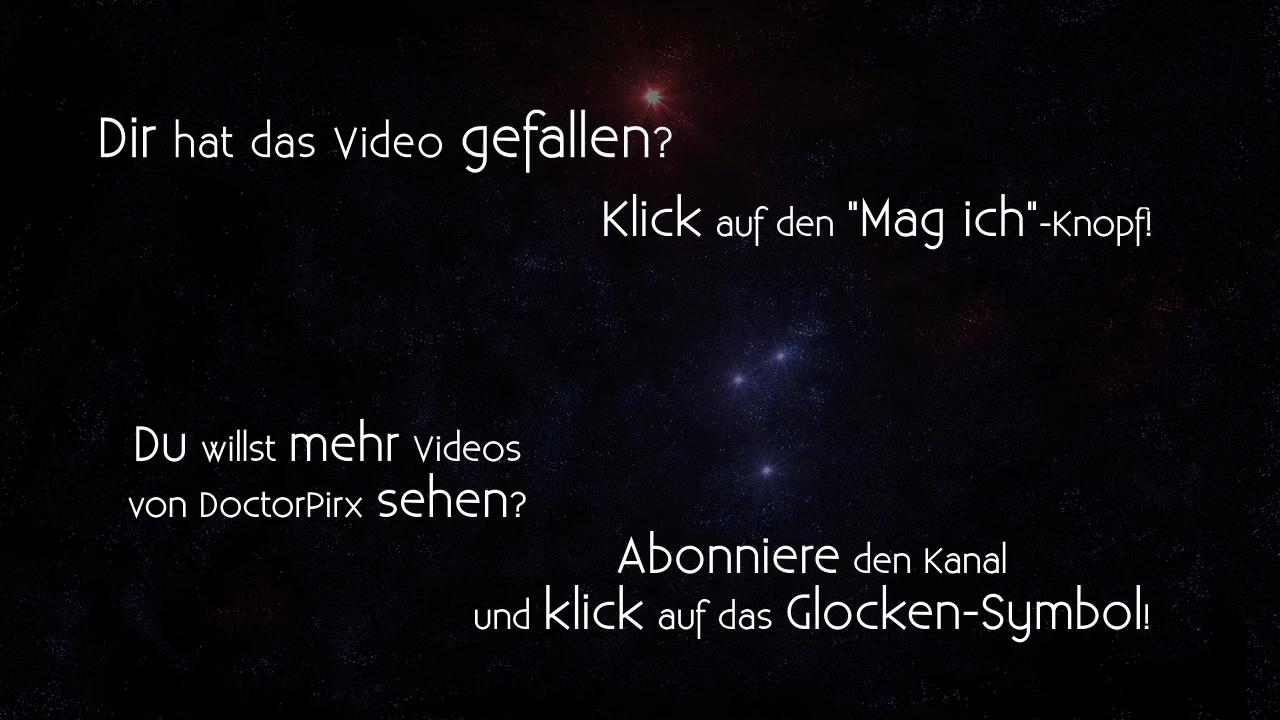 Dir hat das Video gefallen?
Klick auf den "Mag ich"-Knopf!
Du willst mehr Videos
von DoctorPirx sehen?
Abonniere den Kanal
und klick auf das Glocken-Symbol!